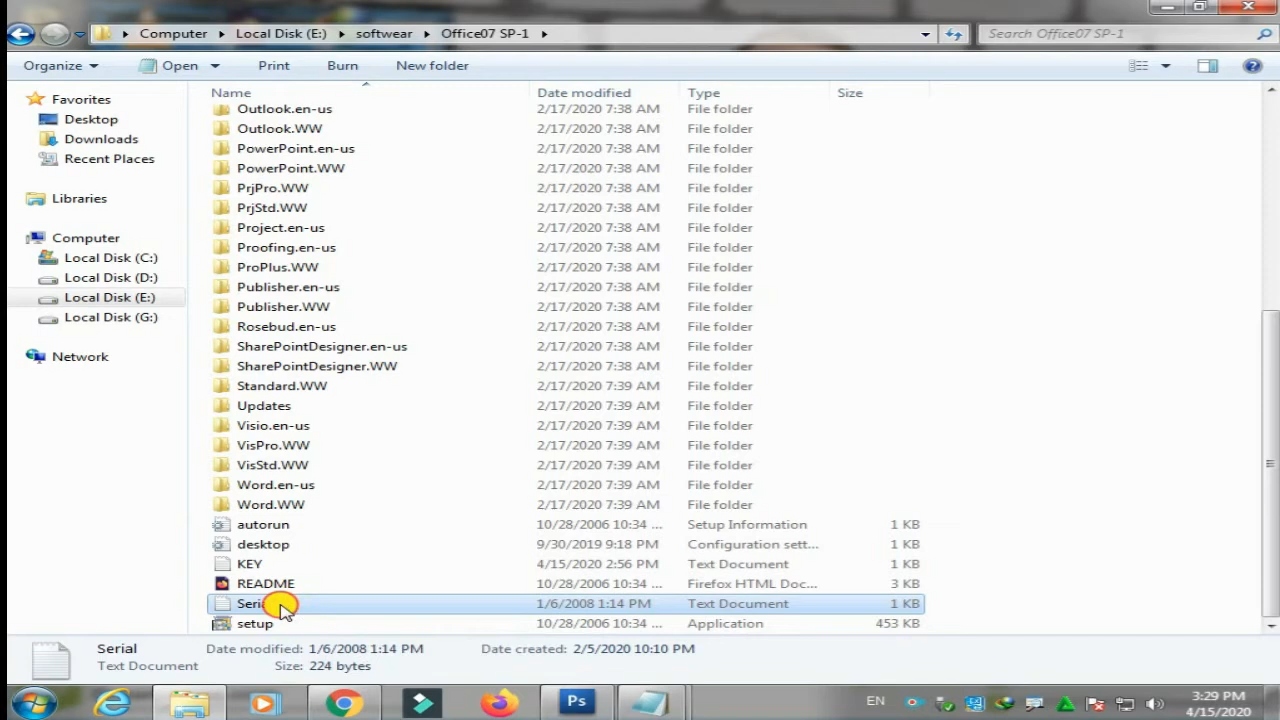 Computer Local Disk (E:) softwear Office07 SP-1 Search Office07 SP-1
Organize Open Print Burn New folder
Name Date modified Type Size
Favorites
Desktop
Downloads
Recent Places
Libraries
Computer
Local Disk (C:)
Local Disk (D:)
Local Disk (E:)
Local Disk (G:)
Network
Outlook.en-us 2/17/2020 7:38 AM File folder
Outlook.WW 2/17/2020 7:38 AM File folder
PowerPoint.en-us 2/17/2020 7:38 AM File folder
PowerPoint.WW 2/17/2020 7:38 AM File folder
PrjPro.WW 2/17/2020 7:38 AM File folder
PrjStd.WW 2/17/2020 7:38 AM File folder
Project.en-us 2/17/2020 7:38 AM File folder
Proofing.en-us 2/17/2020 7:38 AM File folder
ProPlus.WW 2/17/2020 7:38 AM File folder
Publisher.en-us 2/17/2020 7:38 AM File folder
Publisher.WW 2/17/2020 7:38 AM File folder
Rosebud.en-us 2/17/2020 7:38 AM File folder
SharePointDesigner.en-us 2/17/2020 7:38 AM File folder
SharePointDesigner.WW 2/17/2020 7:38 AM File folder
Standard.WW 2/17/2020 7:39 AM File folder
Updates 2/17/2020 7:39 AM File folder
Visio.en-us 2/17/2020 7:39 AM File folder
VisPro.WW 2/17/2020 7:39 AM File folder
VisStd.WW 2/17/2020 7:39 AM File folder
Word.en-us 2/17/2020 7:39 AM File folder
Word.WW 2/17/2020 7:39 AM File folder
autorun 10/28/2006 10:34 ... Setup Information 1 KB
desktop 9/30/2019 9:18 PM Configuration sett... 1 KB
KEY 4/15/2020 2:56 PM Text Document 1 KB
README 10/28/2006 10:34 ... Firefox HTML Doc... 3 KB
Seri 1/6/2008 1:14 PM Text Document 1 KB
setup 10/28/2006 10:34 ... Application 453 KB
Serial Date modified: 1/6/2008 1:14 PM Date created: 2/5/2020 10:10 PM
Text Document Size: 224 bytes
Ps EN 3:29 PM
4/15/2020